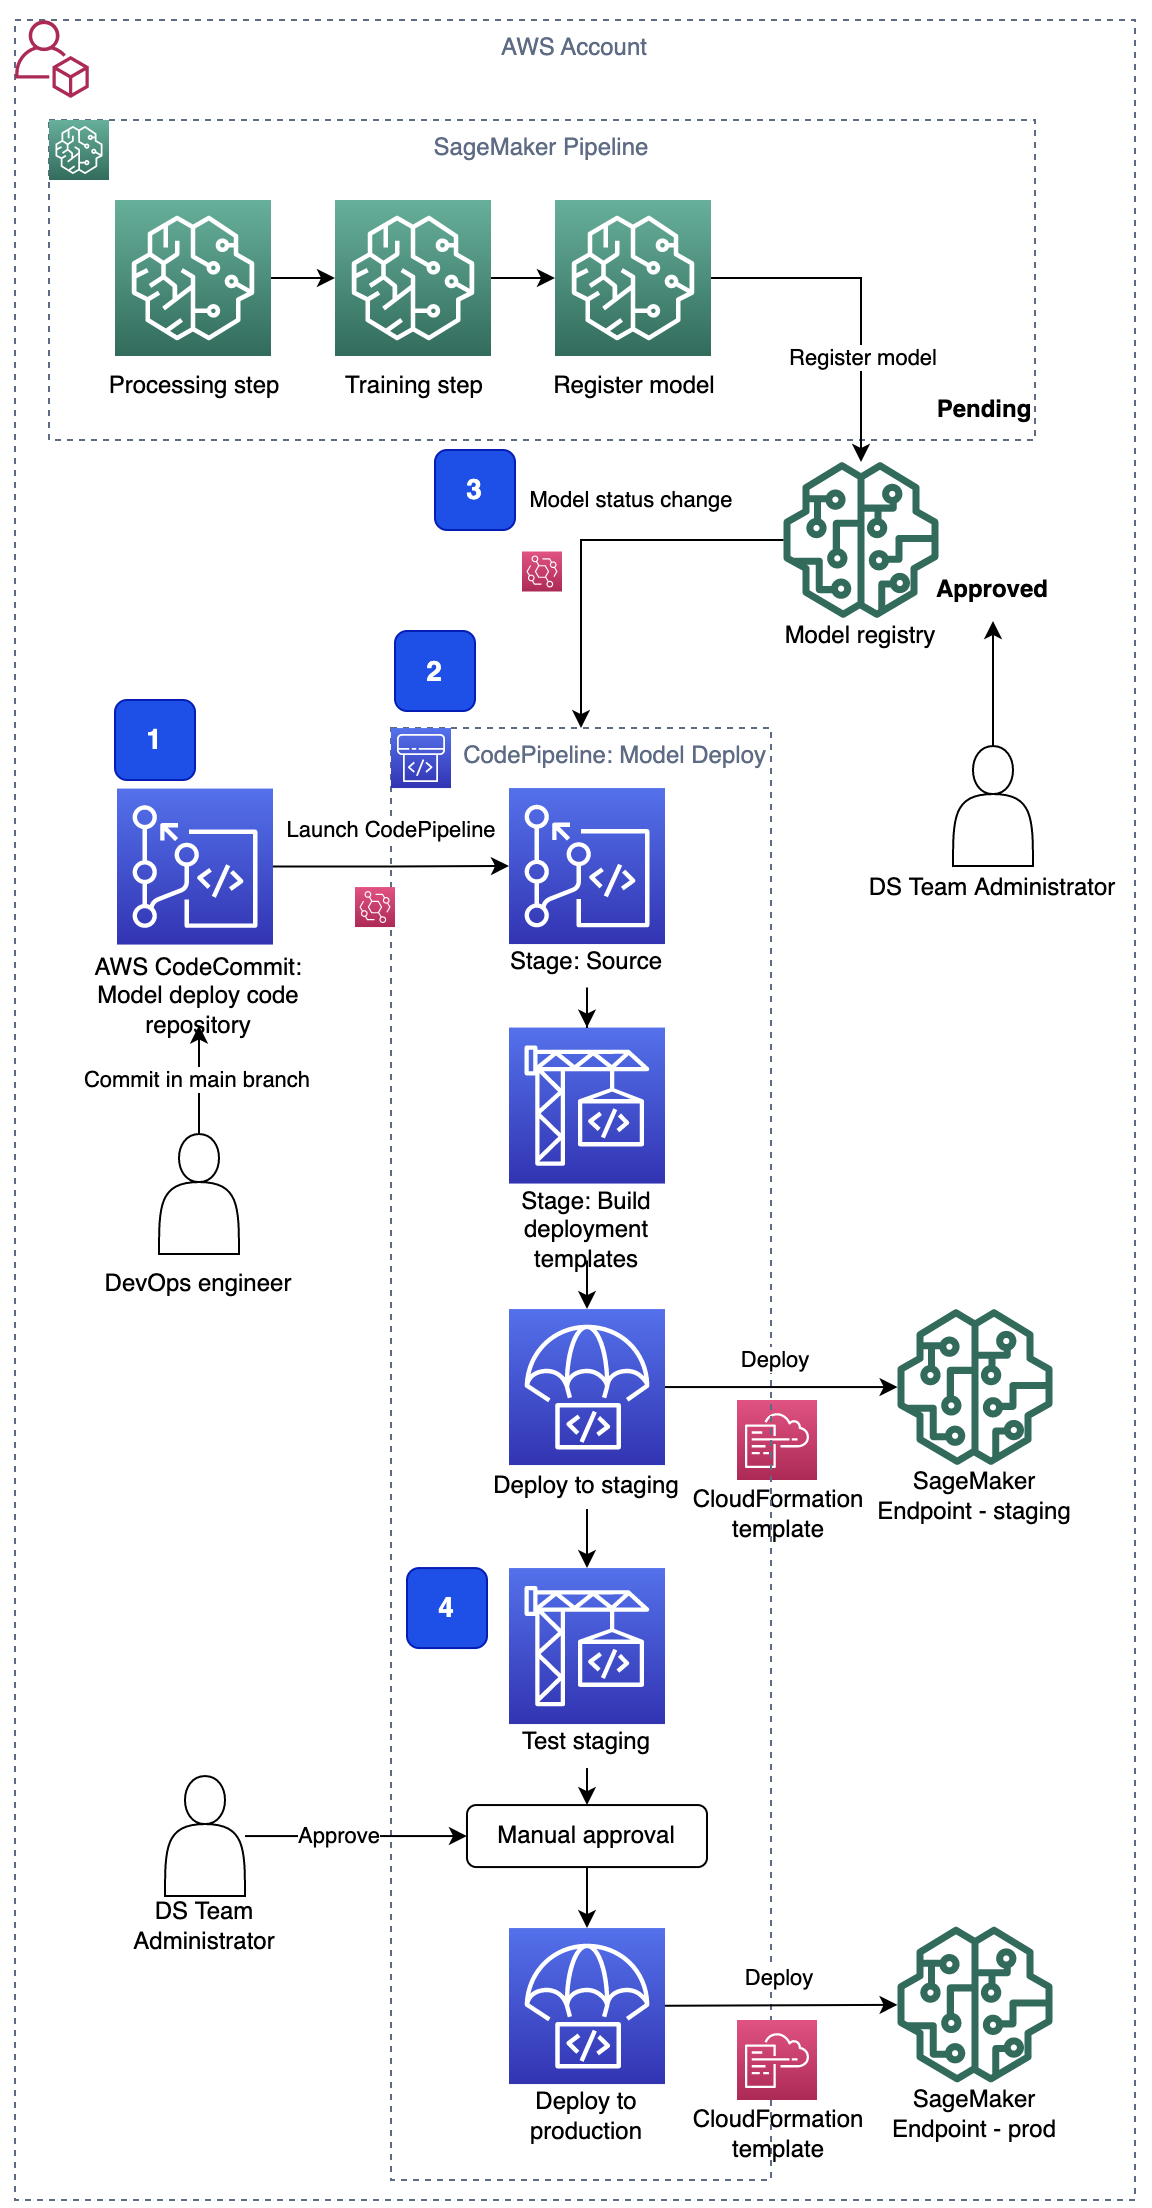 AWS Account
SageMaker Pipeline
Processing step
Training step
Register model
Register model
Pending
3
Model status change
Approved
Model registry
2
1
CodePipeline: Model Deploy
Launch CodePipeline
DS Team Administrator
AWS CodeCommit:
Model deploy code
repository
Stage: Source
Commit in main branch
DevOps engineer
Stage: Build
deployment
templates
Deploy
Deploy to staging
CloudFormation
template
SageMaker
Endpoint - staging
4
Test staging
Approve
Manual approval
DS Team
Administrator
Deploy
Deploy to
production
CloudFormation
template
SageMaker
Endpoint - prod